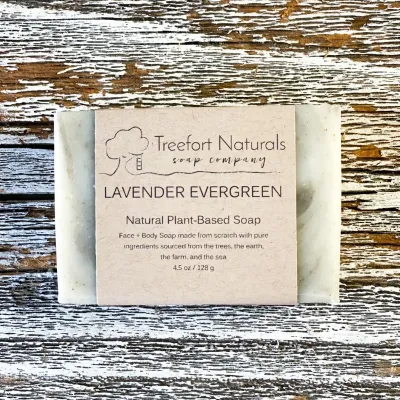 Treefort Naturals
soap company
LAVENDER EVERGREEN
Natural Plant-Based Soap
Face + Body Soap made from scratch with pure
ingredients sourced from the trees, the earth,
the farm, and the sea
4.5 oz / 128 g